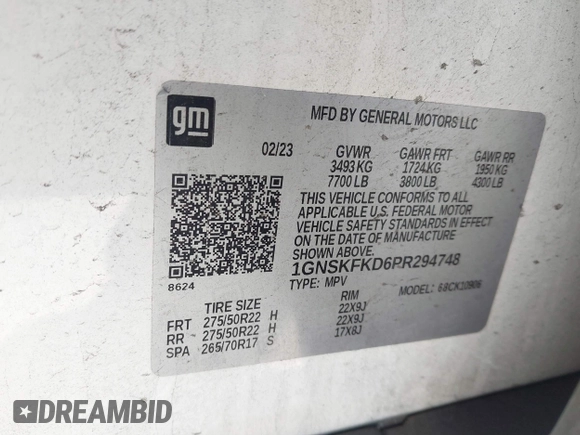 gm
MFD BY GENERAL MOTORS LLC
02/23 GVWR GAWR FRT GAWR RR
3493 KG 1724 KG 1950 KG
7700 LB 3800 LB 4300 LB
THIS VEHICLE CONFORMS TO ALL
APPLICABLE U.S. FEDERAL MOTOR
VEHICLE SAFETY STANDARDS IN EFFECT
ON THE DATE OF MANUFACTURE
SHOWN ABOVE.
1GNSKFKD6PR294748
8624
TYPE: MPV MODEL: 68CK10906
TIRE SIZE RIM
FRT 275/50R22 H 22X9J
RR 275/50R22 H 22X9J
SPA 265/70R17 S 17X8J
DREAMBID